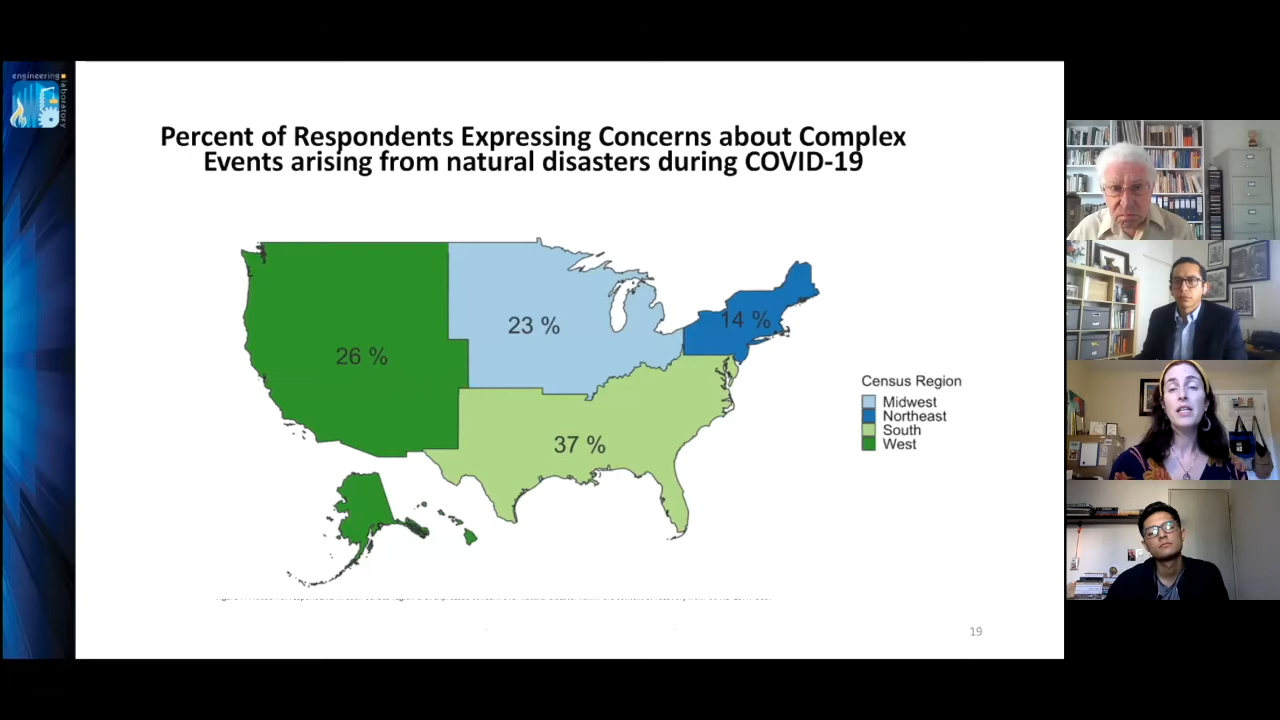 engineering
laboratory
Percent of Respondents Expressing Concerns about Complex
Events arising from natural disasters during COVID-19
23 %
14 %
26 %
37 %
Census Region
Midwest
Northeast
South
West
19